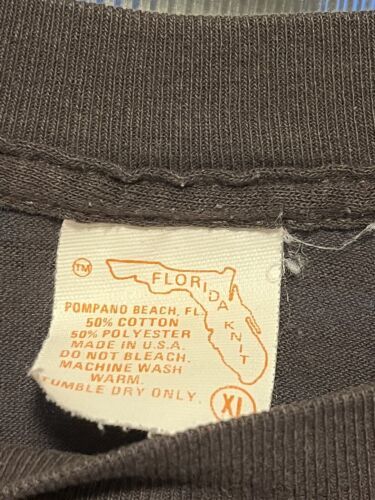 TM
FLORIDA KNIT
POMPANO BEACH, FL
50% COTTON
50% POLYESTER
MADE IN U.S.A.
DO NOT BLEACH.
MACHINE WASH
WARM.
TUMBLE DRY ONLY.
XL